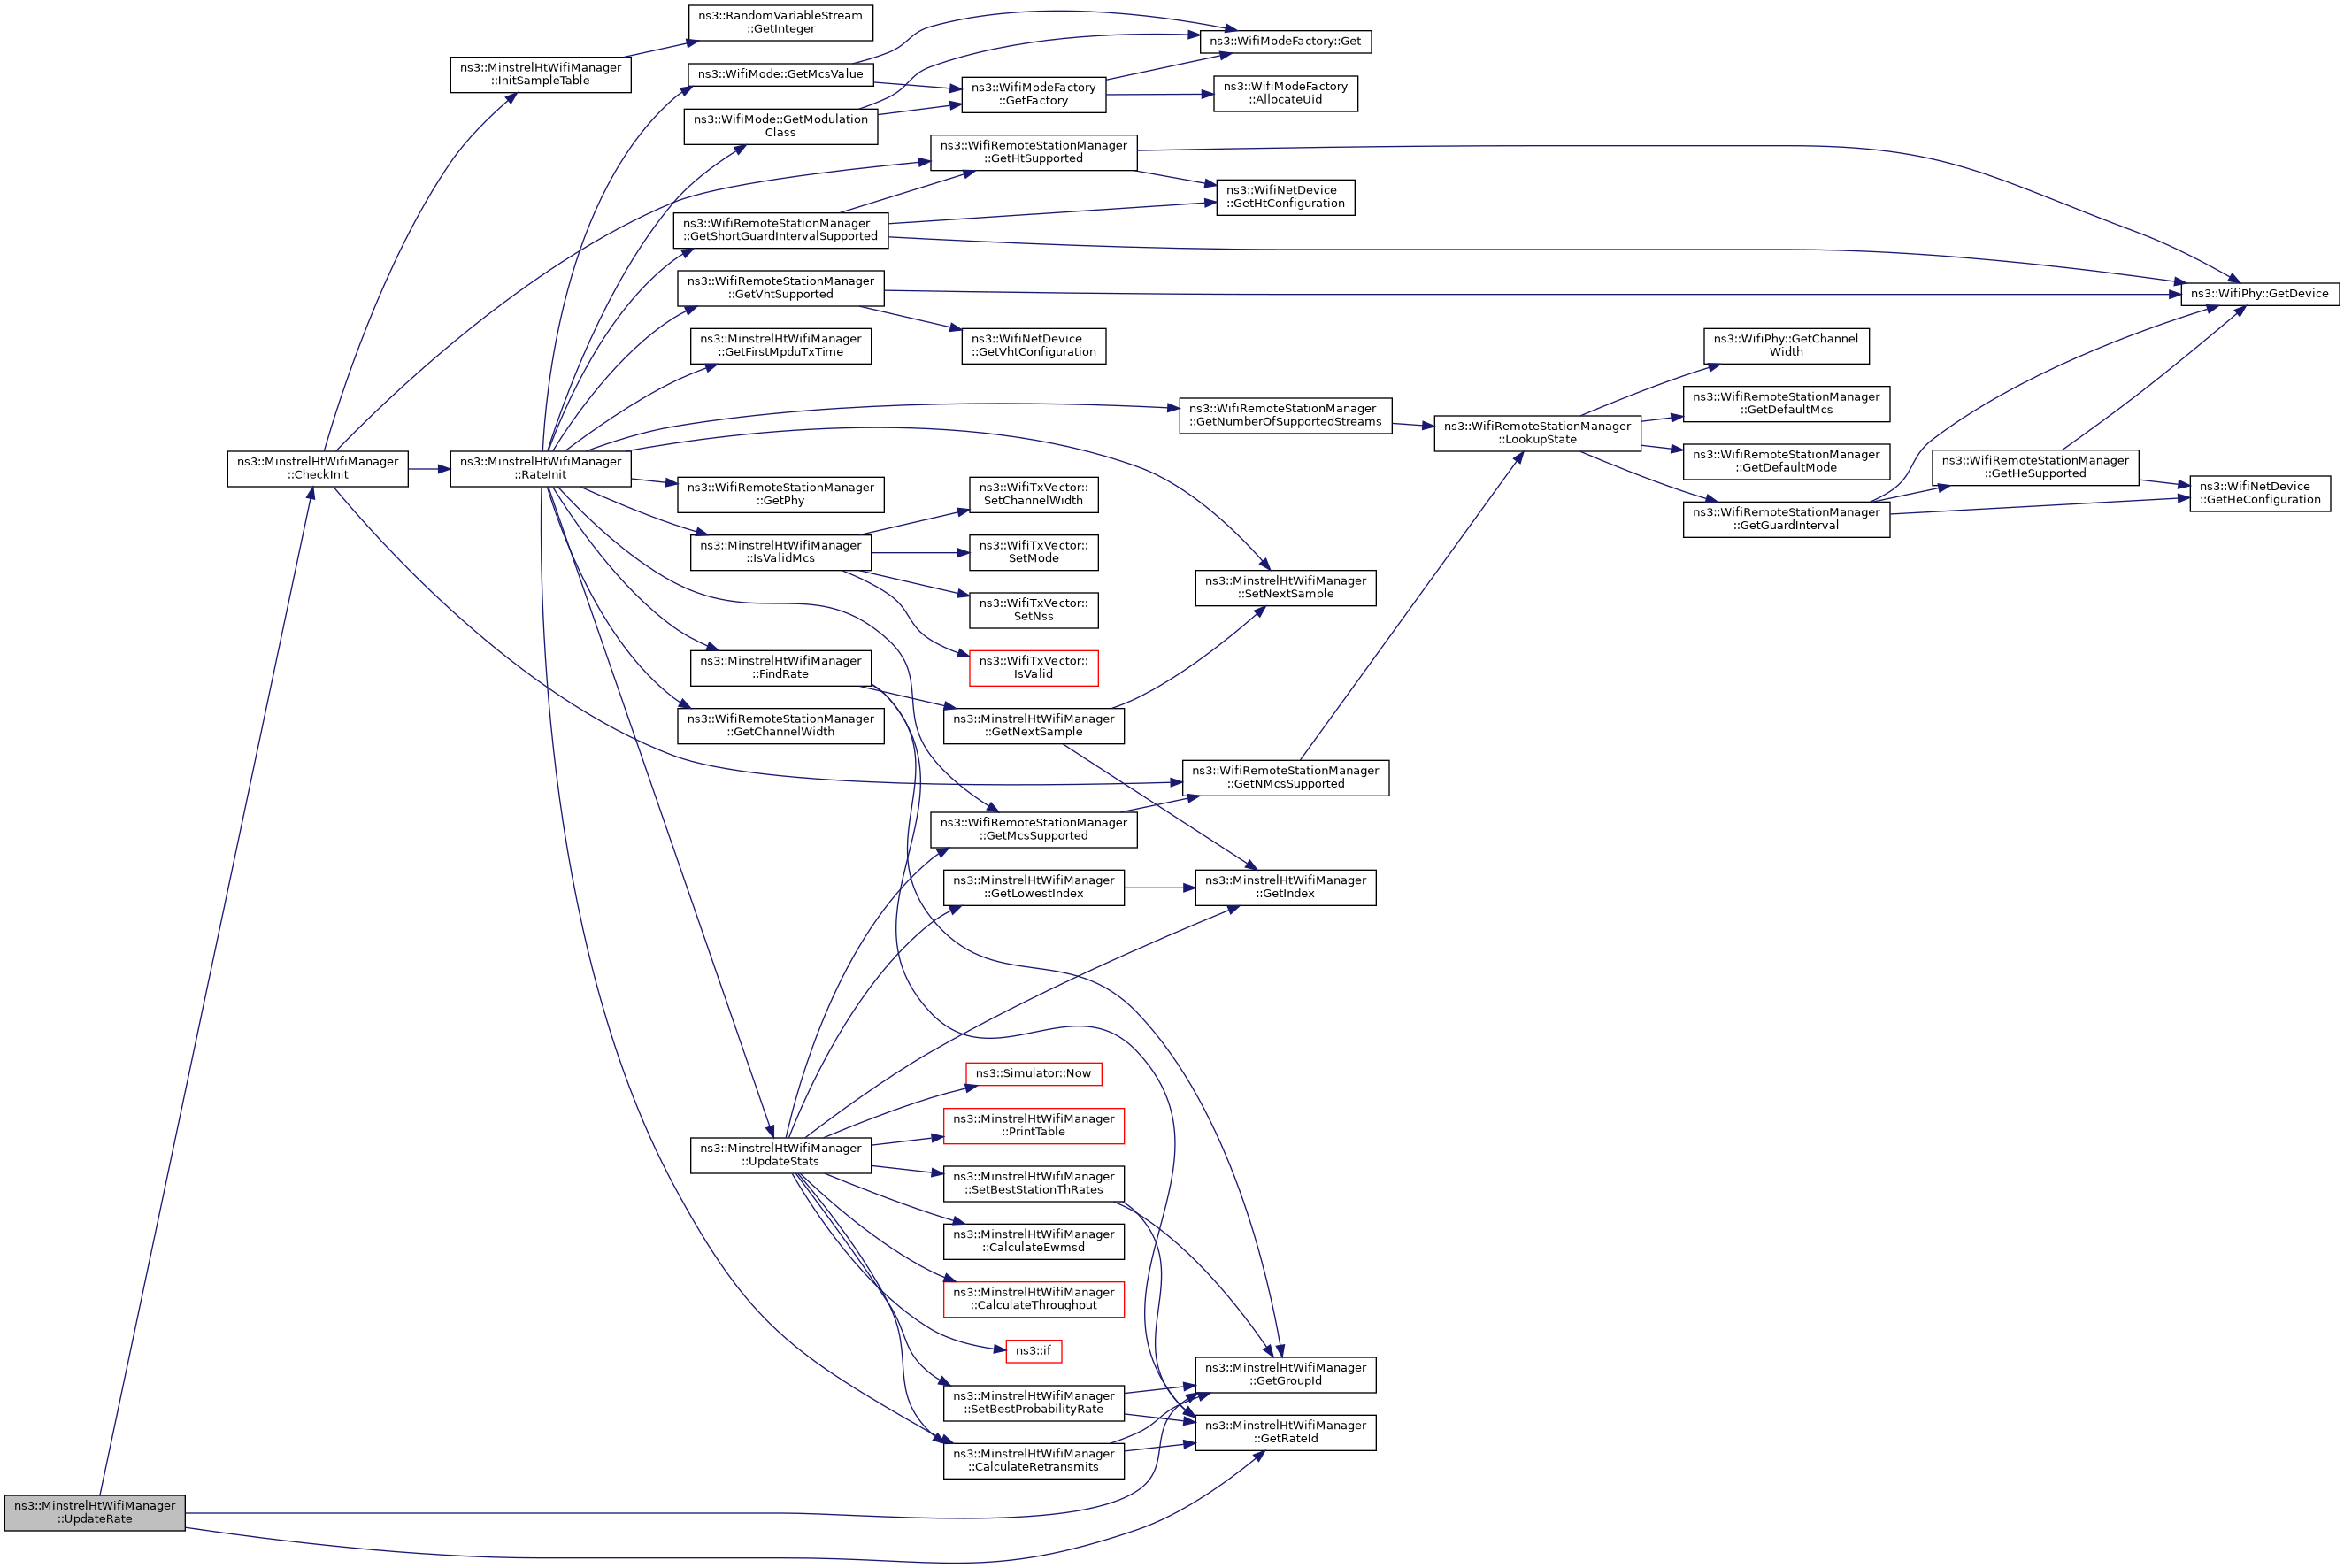 ns3::MinstrelHtWifiManager
::UpdateRate
ns3::MinstrelHtWifiManager
::CheckInit
ns3::MinstrelHtWifiManager
::InitSampleTable
ns3::RandomVariableStream
::GetInteger
ns3::MinstrelHtWifiManager
::RateInit
ns3::WifiMode::GetMcsValue
ns3::WifiModeFactory::Get
ns3::WifiModeFactory
::GetFactory
ns3::WifiModeFactory
::AllocateUid
ns3::WifiMode::GetModulation
Class
ns3::WifiRemoteStationManager
::GetHtSupported
ns3::WifiNetDevice
::GetHtConfiguration
ns3::WifiRemoteStationManager
::GetShortGuardIntervalSupported
ns3::WifiPhy::GetDevice
ns3::WifiRemoteStationManager
::GetVhtSupported
ns3::WifiNetDevice
::GetVhtConfiguration
ns3::MinstrelHtWifiManager
::GetFirstMpduTxTime
ns3::WifiRemoteStationManager
::GetNumberOfSupportedStreams
ns3::WifiRemoteStationManager
::LookupState
ns3::WifiPhy::GetChannel
Width
ns3::WifiRemoteStationManager
::GetDefaultMcs
ns3::WifiRemoteStationManager
::GetDefaultMode
ns3::WifiRemoteStationManager
::GetGuardInterval
ns3::WifiRemoteStationManager
::GetHeSupported
ns3::WifiNetDevice
::GetHeConfiguration
ns3::WifiRemoteStationManager
::GetPhy
ns3::MinstrelHtWifiManager
::IsValidMcs
ns3::WifiTxVector::
SetChannelWidth
ns3::WifiTxVector::
SetMode
ns3::WifiTxVector::
SetNss
ns3::WifiTxVector::
IsValid
ns3::MinstrelHtWifiManager
::SetNextSample
ns3::MinstrelHtWifiManager
::FindRate
ns3::WifiRemoteStationManager
::GetChannelWidth
ns3::MinstrelHtWifiManager
::GetNextSample
ns3::WifiRemoteStationManager
::GetNMcsSupported
ns3::WifiRemoteStationManager
::GetMcsSupported
ns3::MinstrelHtWifiManager
::GetLowestIndex
ns3::MinstrelHtWifiManager
::GetIndex
ns3::MinstrelHtWifiManager
::UpdateStats
ns3::Simulator::Now
ns3::MinstrelHtWifiManager
::PrintTable
ns3::MinstrelHtWifiManager
::SetBestStationThRates
ns3::MinstrelHtWifiManager
::CalculateEwmsd
ns3::MinstrelHtWifiManager
::CalculateThroughput
ns3::if
ns3::MinstrelHtWifiManager
::SetBestProbabilityRate
ns3::MinstrelHtWifiManager
::CalculateRetransmits
ns3::MinstrelHtWifiManager
::GetGroupId
ns3::MinstrelHtWifiManager
::GetRateId